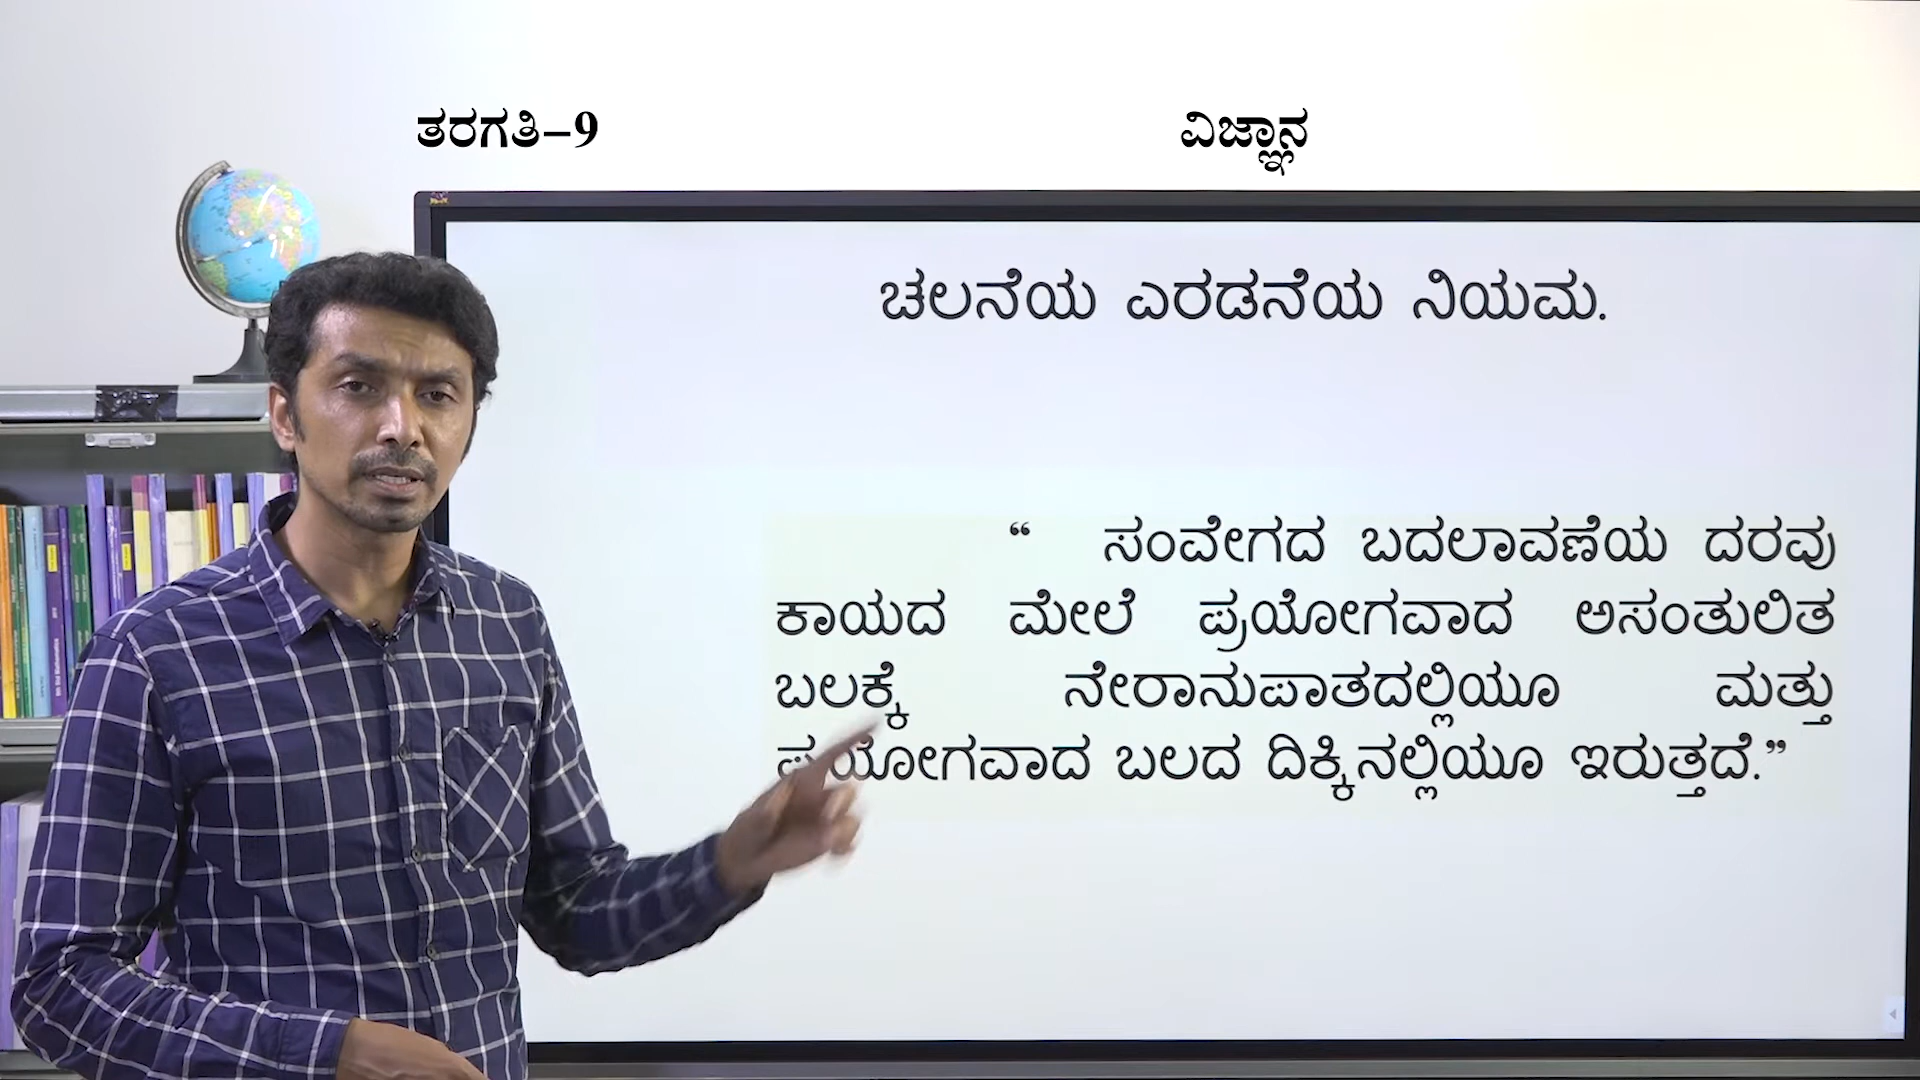 ತರಗತಿ–9
ವಿಜ್ಞಾನ
ಚಲನೆಯ ಎರಡನೆಯ ನಿಯಮ.
“ ಸಂವೇಗದ ಬದಲಾವಣೆಯ ದರವು
ಕಾಯದ ಮೇಲೆ ಪ್ರಯೋಗವಾದ ಅಸಂತುಲಿತ
ಬಲಕ್ಕೆ ನೇರಾನುಪಾತದಲ್ಲಿಯೂ ಮತ್ತು
ಪ್ರಯೋಗವಾದ ಬಲದ ದಿಕ್ಕಿನಲ್ಲಿಯೂ ಇರುತ್ತದೆ.”